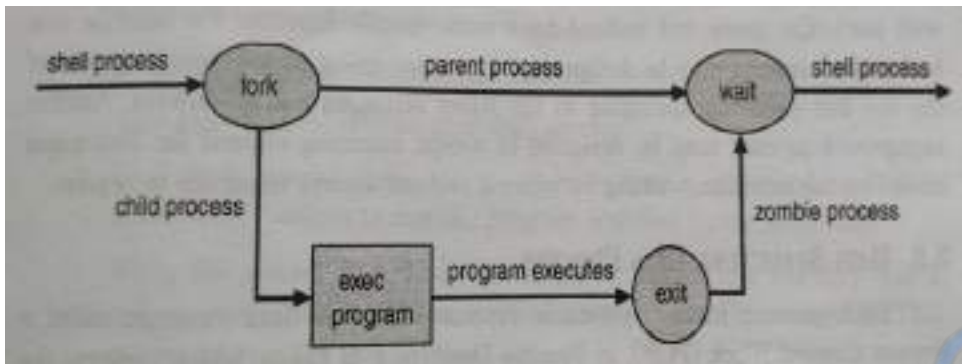 shell process
fork
parent process
wait
shell process
child process
zombie process
exec
program
program executes
exit